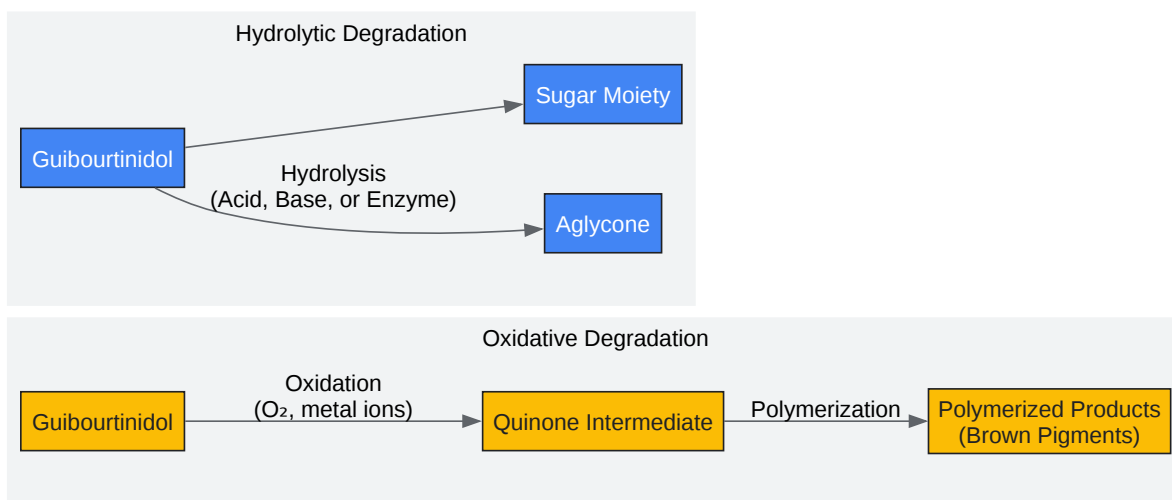 Hydrolytic Degradation
Sugar Moiety
Guibourtinidol
Hydrolysis
(Acid, Base, or Enzyme)
Aglycone
Oxidative Degradation
Guibourtinidol
Oxidation
(O₂, metal ions)
Quinone Intermediate
Polymerization
Polymerized Products
(Brown Pigments)